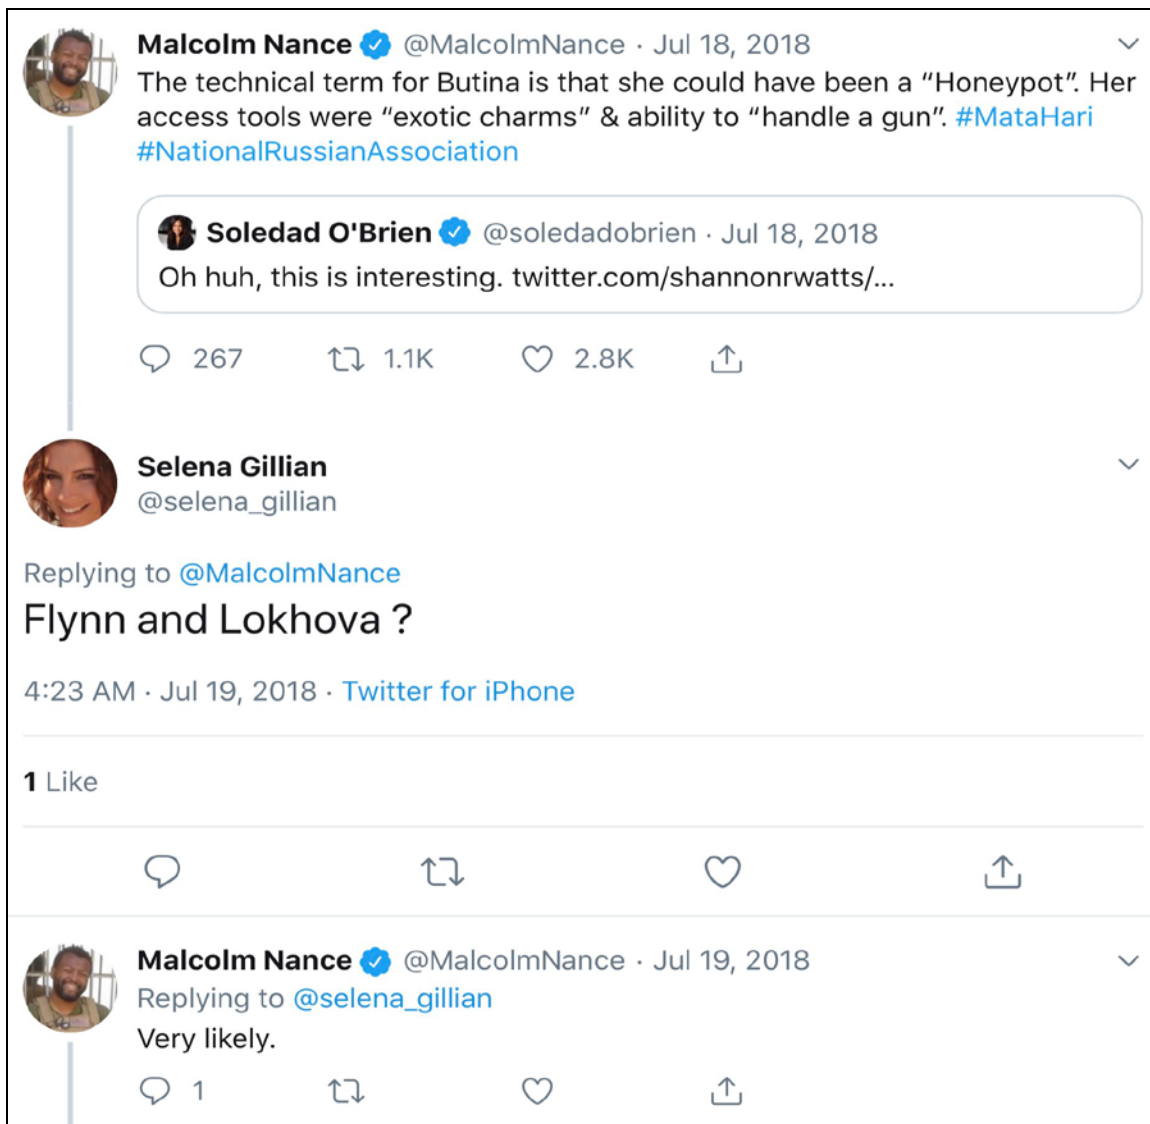 Malcolm Nance @MalcolmNance · Jul 18, 2018
The technical term for Butina is that she could have been a “Honeypot”. Her
access tools were “exotic charms” & ability to “handle a gun”. #MataHari
#NationalRussianAssociation
Soledad O'Brien @soledadobrien · Jul 18, 2018
Oh huh, this is interesting. twitter.com/shannonrwatts/...
267 1.1K 2.8K
Selena Gillian
@selena_gillian
Replying to @MalcolmNance
Flynn and Lokhova ?
4:23 AM · Jul 19, 2018 · Twitter for iPhone
1 Like
Malcolm Nance @MalcolmNance · Jul 19, 2018
Replying to @selena_gillian
Very likely.
1